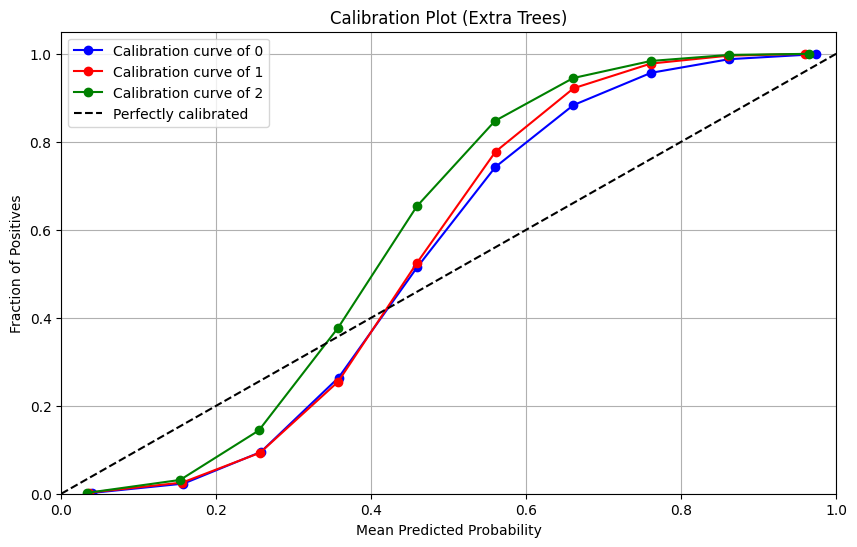 Calibration Plot (Extra Trees)
Calibration curve of 0
Calibration curve of 1
Calibration curve of 2
Perfectly calibrated
Fraction of Positives
1.0
0.8
0.6
0.4
0.2
0.0
0.0 0.2 0.4 0.6 0.8 1.0
Mean Predicted Probability